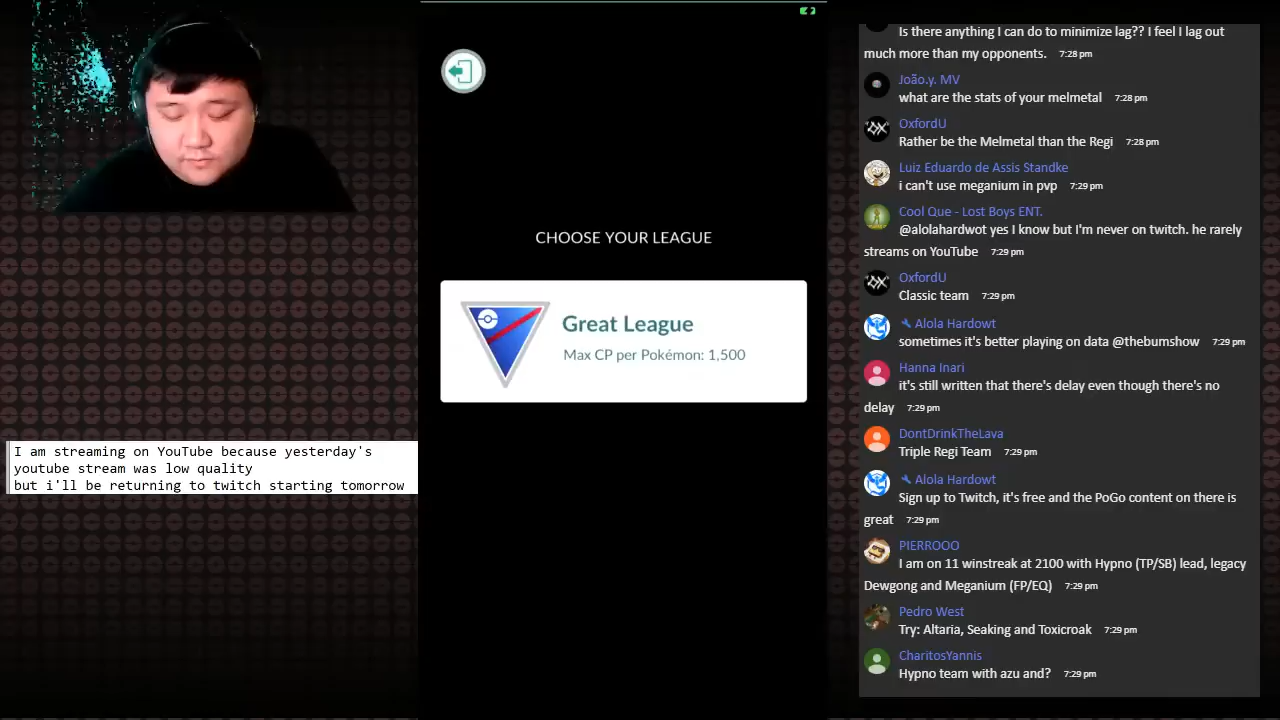 I am streaming on YouTube because yesterday's
youtube stream was low quality
but i'll be returning to twitch starting tomorrow
CHOOSE YOUR LEAGUE
Great League
Max CP per Pokémon: 1,500
Is there anything I can do to minimize lag?? I feel I lag out
much more than my opponents. 7:28 pm
João.y. MV
what are the stats of your melmetal 7:28 pm
OxfordU
Rather be the Melmetal than the Regi 7:28 pm
Luiz Eduardo de Assis Standke
i can't use meganium in pvp 7:29 pm
Cool Que - Lost Boys ENT.
@alolahardwot yes I know but I'm never on twitch. he rarely
streams on YouTube 7:29 pm
OxfordU
Classic team 7:29 pm
Alola Hardowt
sometimes it's better playing on data @thebumshow 7:29 pm
Hanna Inari
it's still written that there's delay even though there's no
delay 7:29 pm
DontDrinkTheLava
Triple Regi Team 7:29 pm
Alola Hardowt
Sign up to Twitch, it's free and the PoGo content on there is
great 7:29 pm
PIERROOO
I am on 11 winstreak at 2100 with Hypno (TP/SB) lead, legacy
Dewgong and Meganium (FP/EQ) 7:29 pm
Pedro West
Try: Altaria, Seaking and Toxicroak 7:29 pm
CharitosYannis
Hypno team with azu and? 7:29 pm